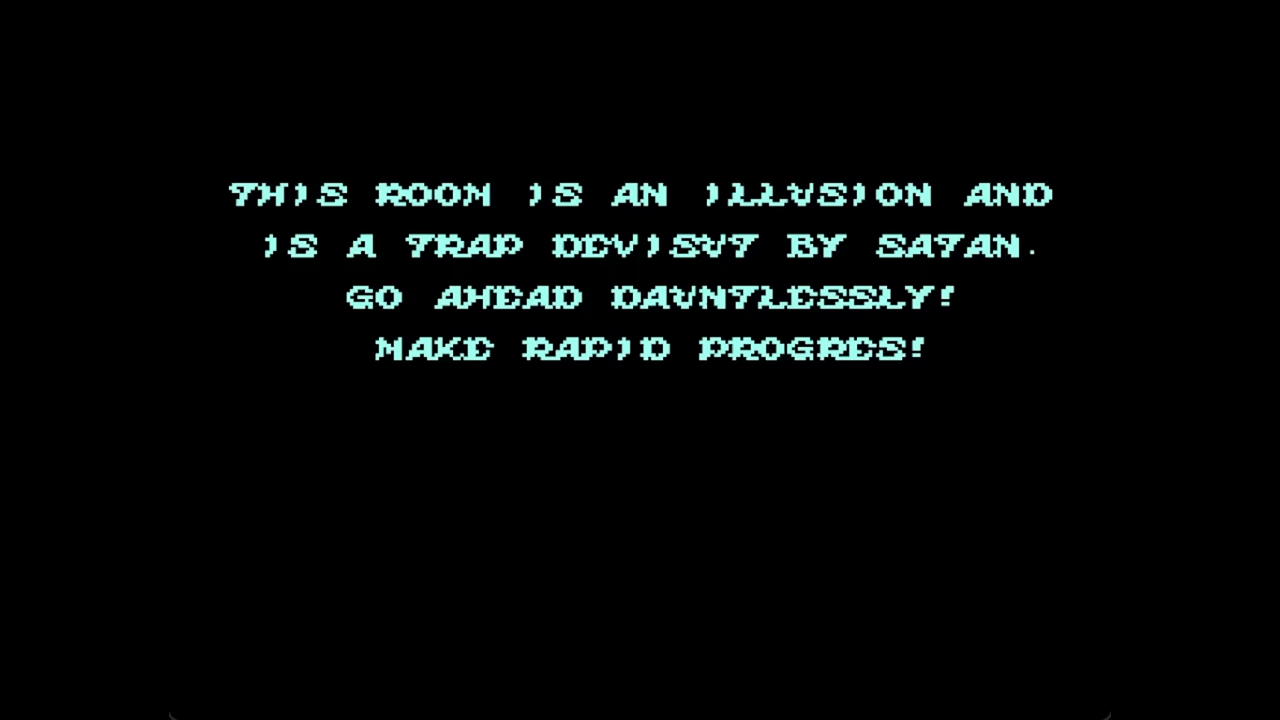 THIS ROOM IS AN ILLUSION AND
IS A TRAP DEVISUT BY SATAN.
GO AHEAD DAUNTLESSLY!
MAKE RAPID PROGRES!